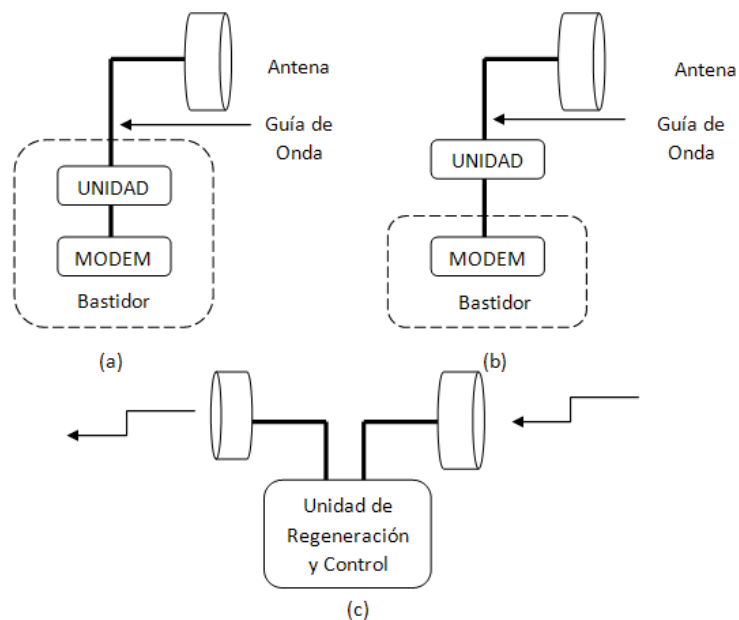 Antena
Guía de
Onda
UNIDAD
MODEM
Bastidor
(a)
Antena
Guía de
Onda
UNIDAD
MODEM
Bastidor
(b)
Unidad de
Regeneración
y Control
(c)